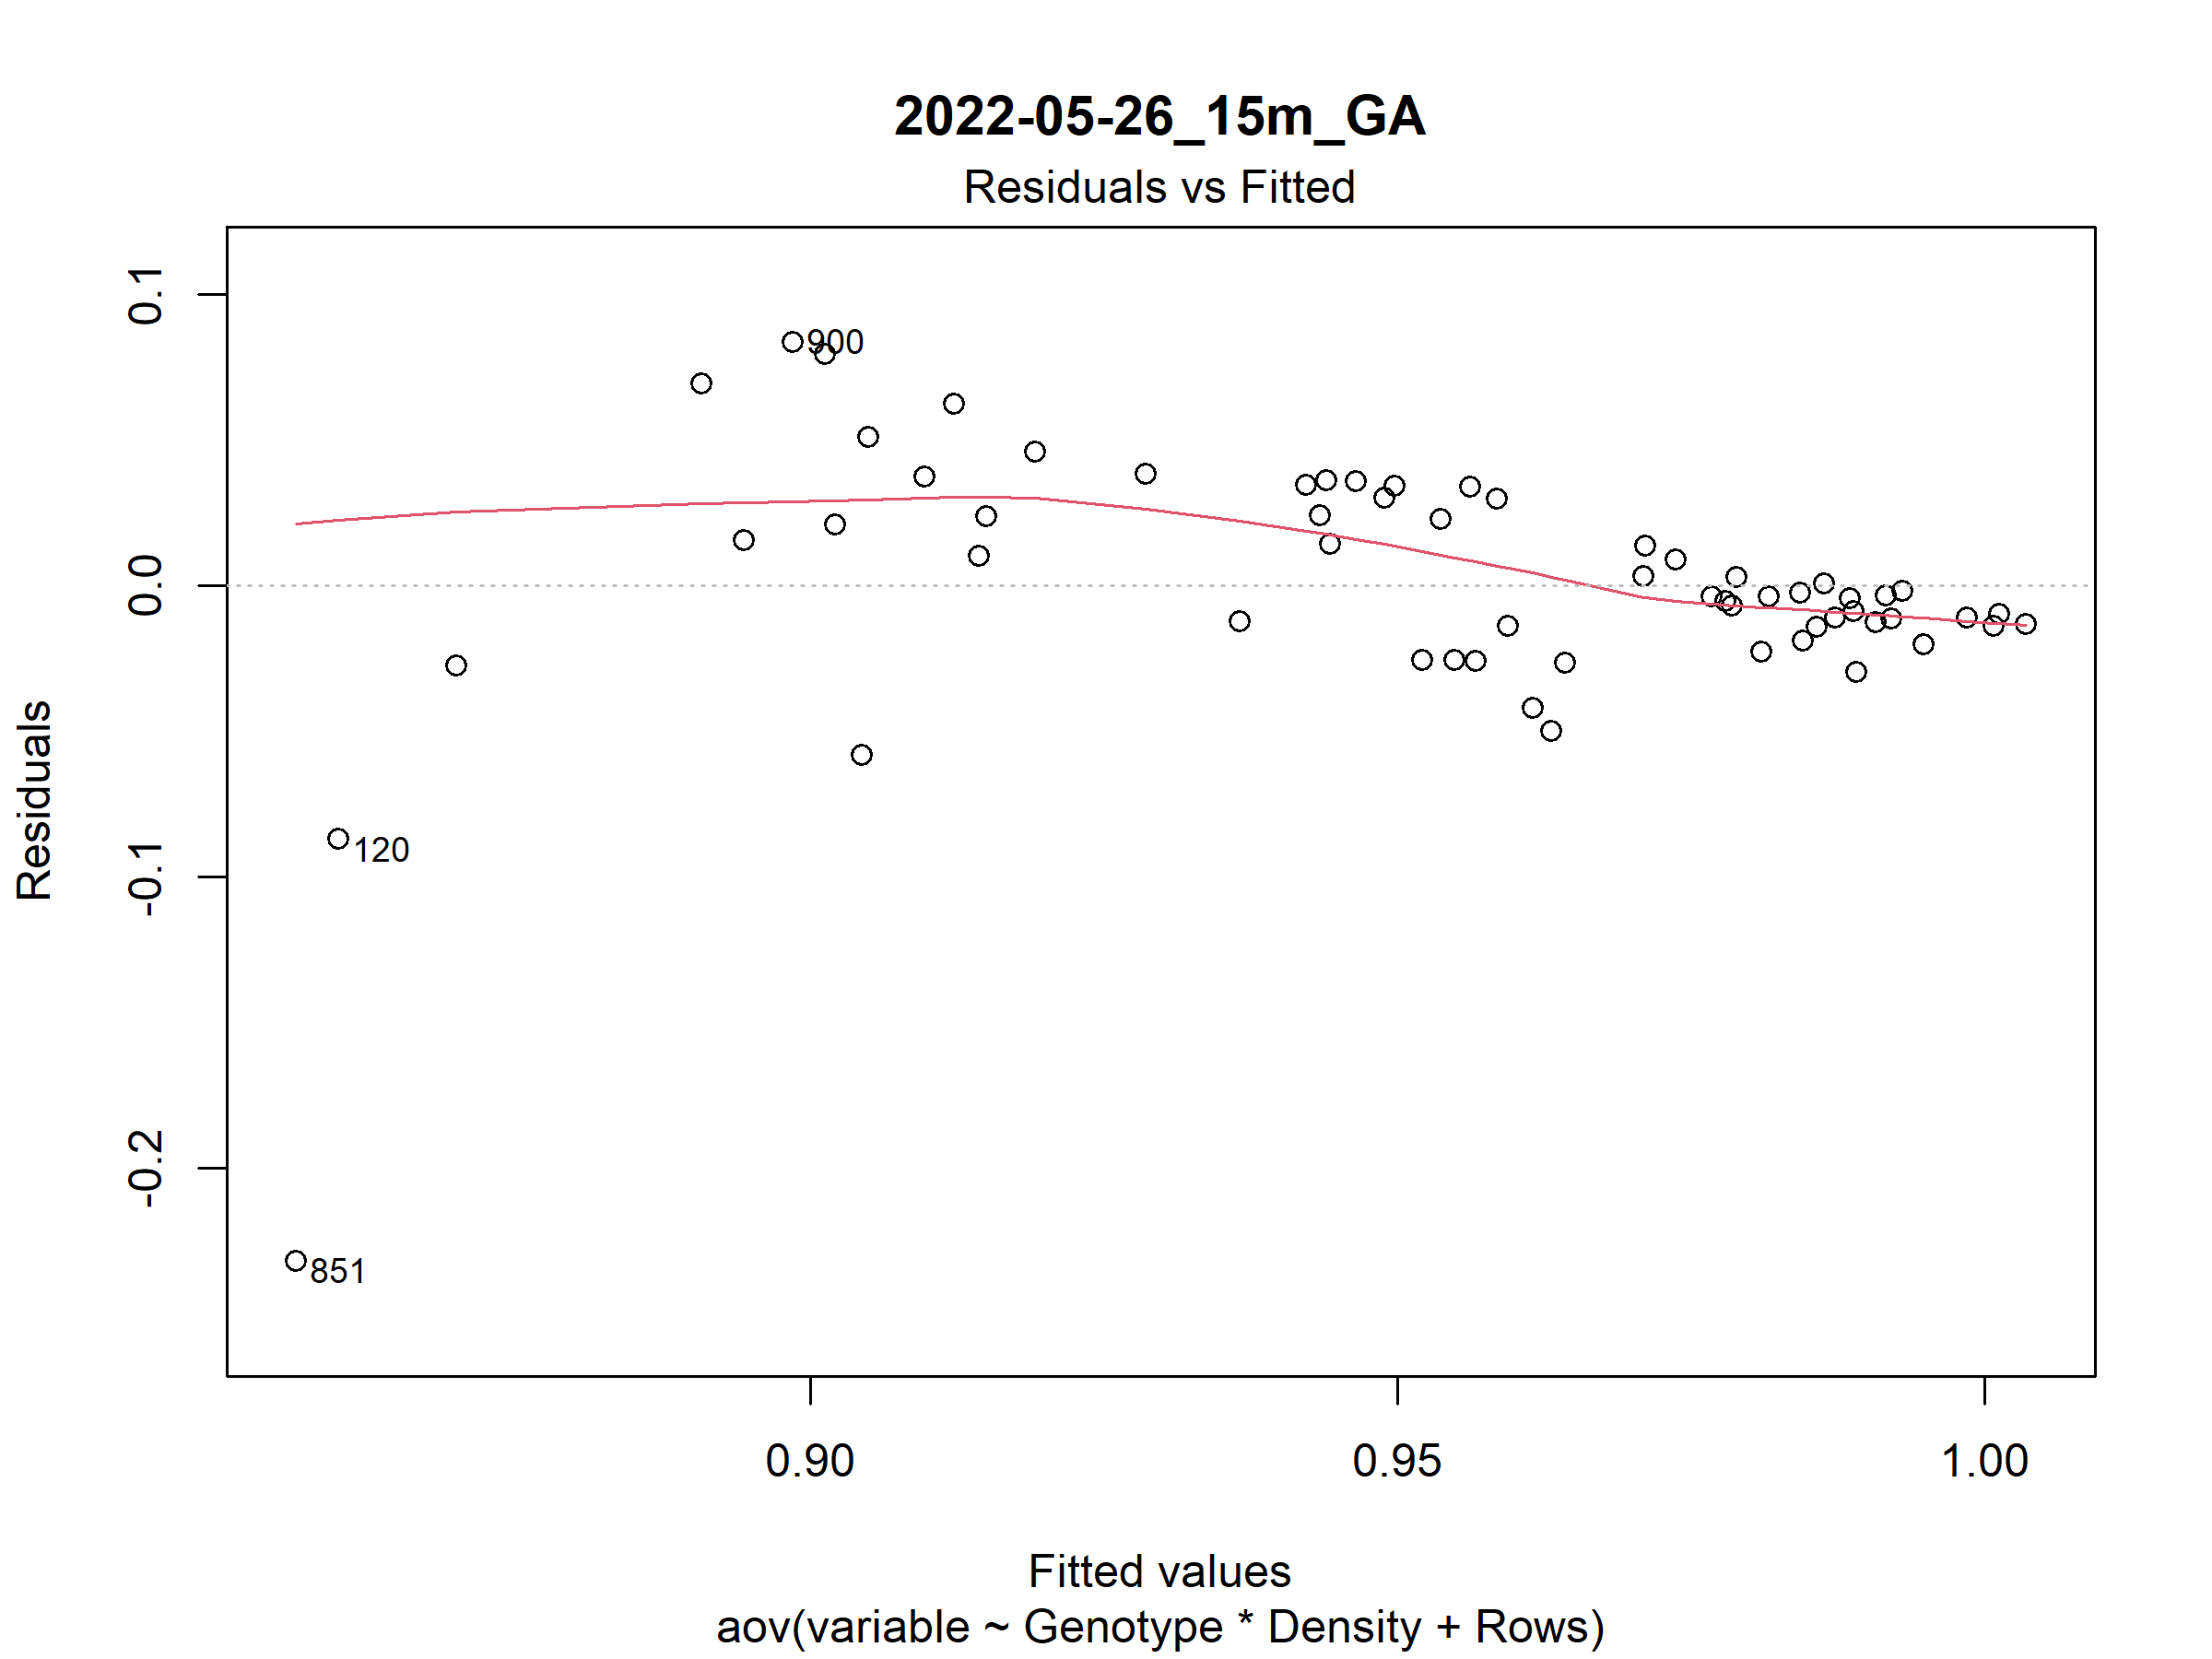 2022-05-26_15m_GA
Residuals vs Fitted
Residuals
0.1
0.0
-0.1
-0.2
900
120
851
0.90 0.95 1.00
Fitted values
aov(variable ~ Genotype * Density + Rows)